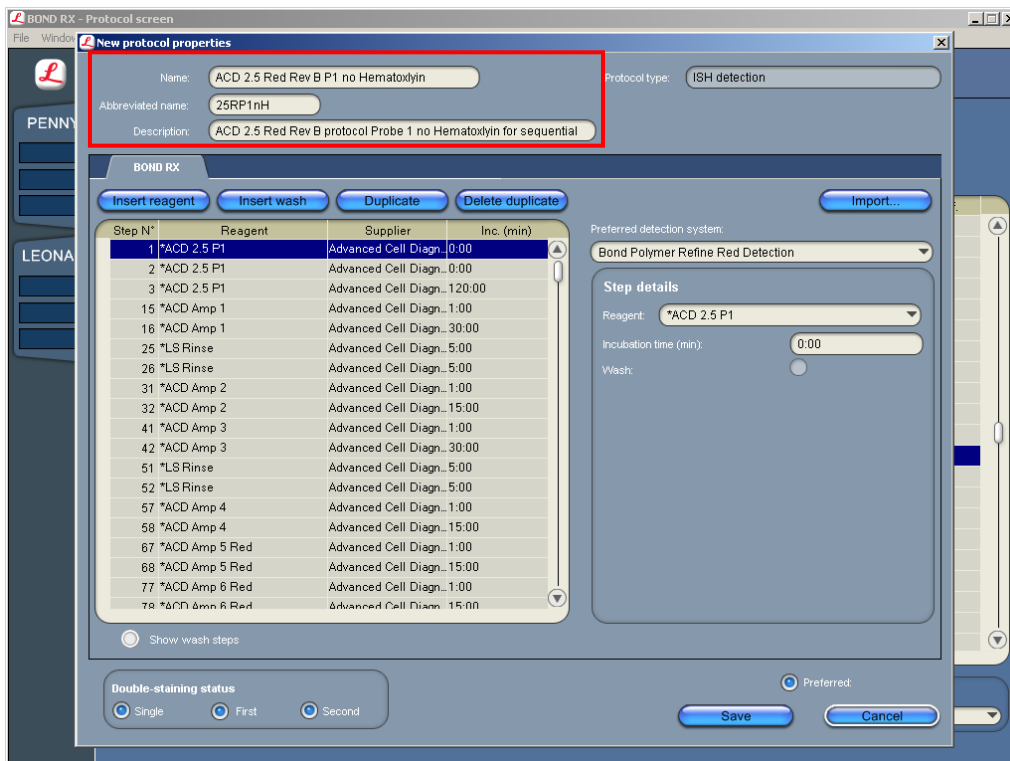 BOND RX - Protocol screen
File Window
New protocol properties
Name: ACD 2.5 Red Rev B P1 no Hematoxlyin
Protocol type: ISH detection
Abbreviated name: 25RP1nH
Description: ACD 2.5 Red Rev B protocol Probe 1 no Hematoxlyin for sequential
PENNY
LEONA
BOND RX
Insert reagent Insert wash Duplicate Delete duplicate Import...
Step N° Reagent Supplier Inc. (min)
1 *ACD 2.5 P1 Advanced Cell Diagn... 0:00
2 *ACD 2.5 P1 Advanced Cell Diagn... 0:00
3 *ACD 2.5 P1 Advanced Cell Diagn... 120:00
15 *ACD Amp 1 Advanced Cell Diagn... 1:00
16 *ACD Amp 1 Advanced Cell Diagn... 30:00
25 *LS Rinse Advanced Cell Diagn... 5:00
26 *LS Rinse Advanced Cell Diagn... 5:00
31 *ACD Amp 2 Advanced Cell Diagn... 1:00
32 *ACD Amp 2 Advanced Cell Diagn... 15:00
41 *ACD Amp 3 Advanced Cell Diagn... 1:00
42 *ACD Amp 3 Advanced Cell Diagn... 30:00
51 *LS Rinse Advanced Cell Diagn... 5:00
52 *LS Rinse Advanced Cell Diagn... 5:00
57 *ACD Amp 4 Advanced Cell Diagn... 1:00
58 *ACD Amp 4 Advanced Cell Diagn... 15:00
67 *ACD Amp 5 Red Advanced Cell Diagn... 1:00
68 *ACD Amp 5 Red Advanced Cell Diagn... 15:00
77 *ACD Amp 6 Red Advanced Cell Diagn... 1:00
78 *ACD Amp 6 Red Advanced Cell Diagn... 15:00
Preferred detection system:
Bond Polymer Refine Red Detection
Step details
Reagent: *ACD 2.5 P1
Incubation time (min): 0:00
Wash:
Show wash steps
Double-staining status
Single First Second
Preferred:
Save Cancel